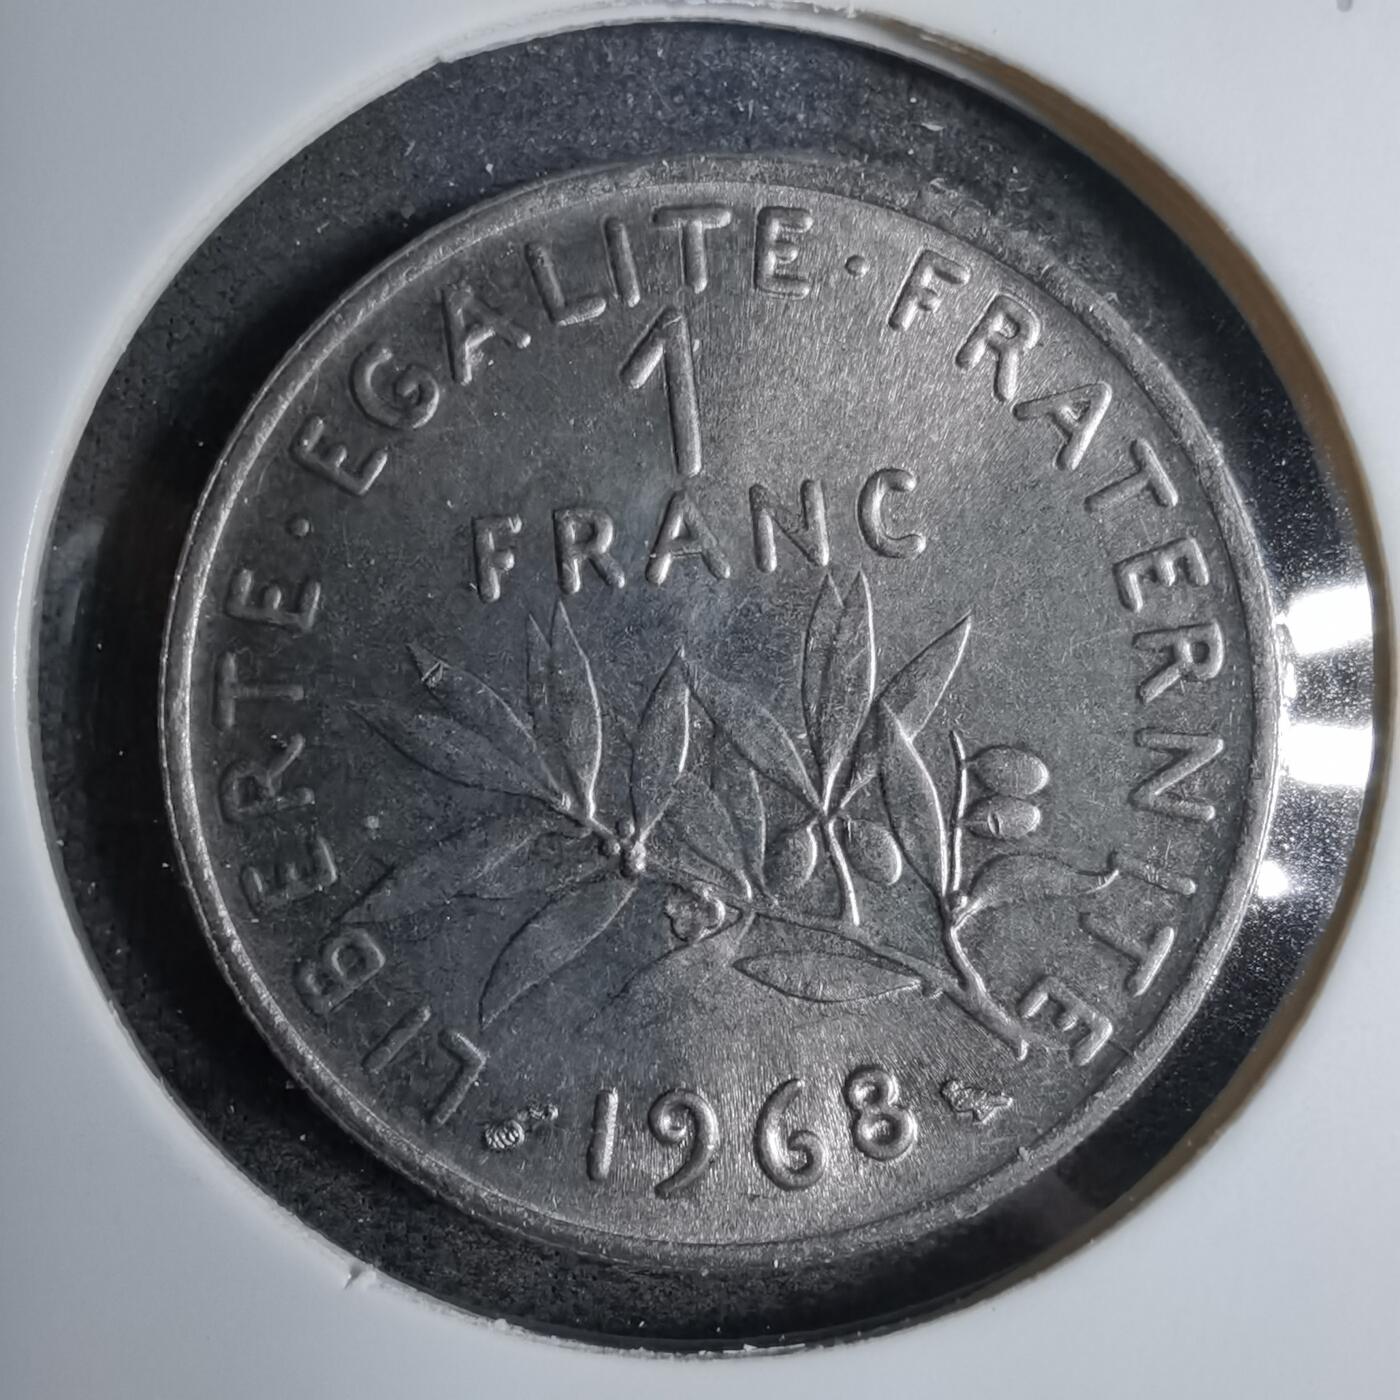 LIBERTE · EGALITE · FRATERNITE
1
FRANC
1968